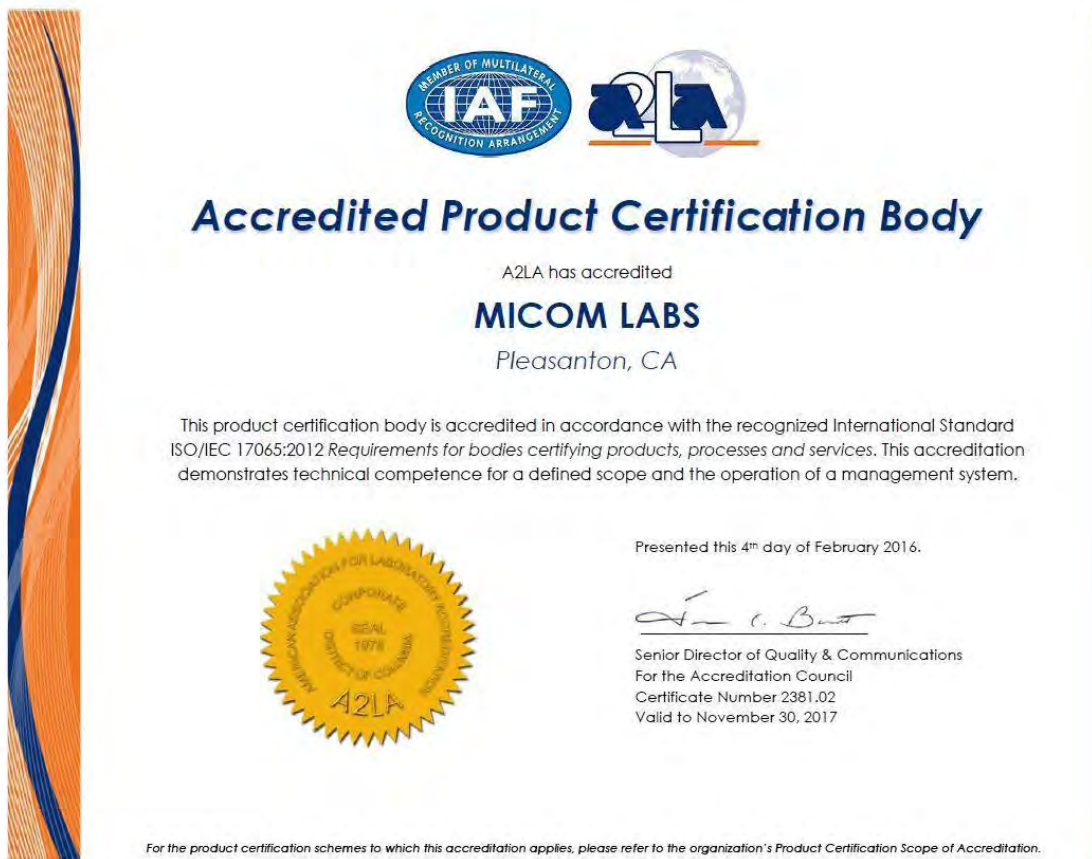 MEMBER OF MULTILATERAL
IAF
RECOGNITION ARRANGEMENT
a2La
Accredited Product Certification Body
A2LA has accredited
MICOM LABS
Pleasanton, CA
This product certification body is accredited in accordance with the recognized International Standard
ISO/IEC 17065:2012 Requirements for bodies certifying products, processes and services. This accreditation
demonstrates technical competence for a defined scope and the operation of a management system.
AMERICAN ASSOCIATION FOR LABORATORY ACCREDITATION
CORPORATE
SEAL
1978
DISTRICT OF COLUMBIA
A2LA
Presented this 4th day of February 2016.
Senior Director of Quality & Communications
For the Accreditation Council
Certificate Number 2381.02
Valid to November 30, 2017
For the product certification schemes to which this accreditation applies, please refer to the organization's Product Certification Scope of Accreditation.